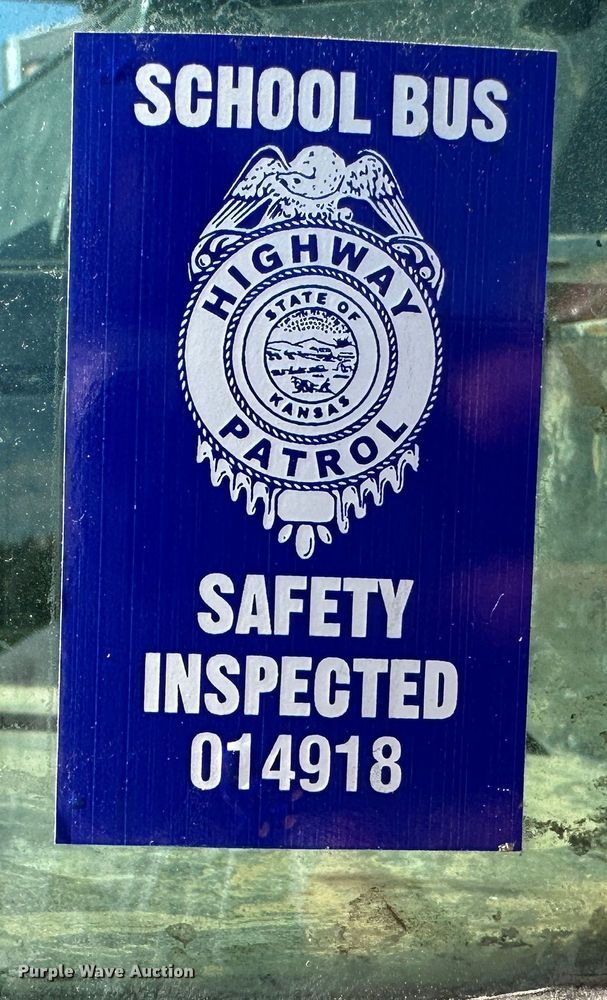 SCHOOL BUS
HIGHWAY
STATE OF
KANSAS
PATROL
SAFETY
INSPECTED
014918
Purple Wave Auction